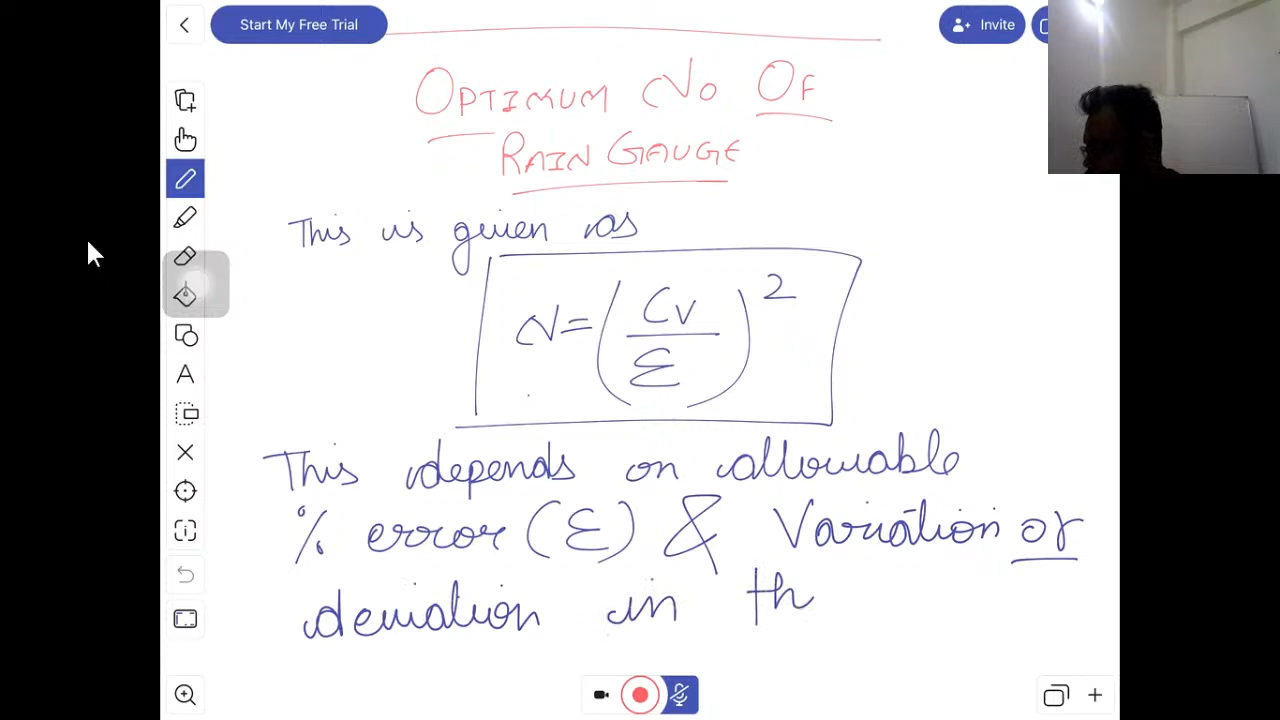 Start My Free Trial
Invite
OPTIMUM NO OF
RAIN GAUGE
This is given as
N = (Cv / Ɛ)²
This depends on allowable
% error (Ɛ) & Variation or
deviation in th